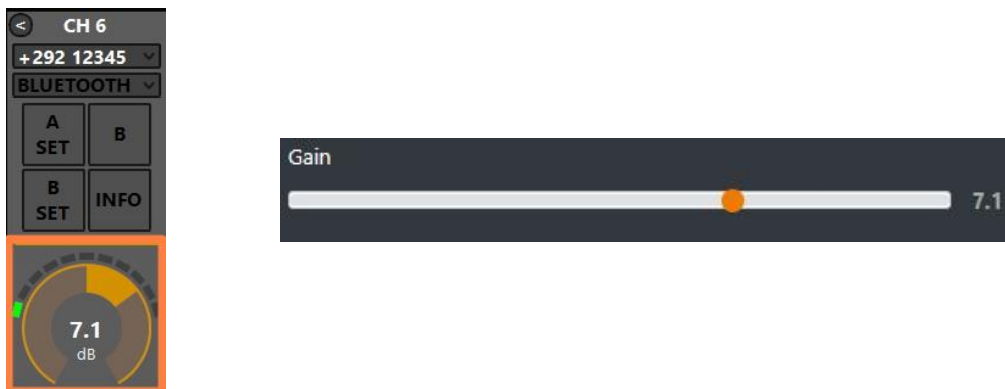 < CH 6
+292 12345
BLUETOOTH
A
SET
B
B
SET
INFO
7.1
dB
Gain
7.1